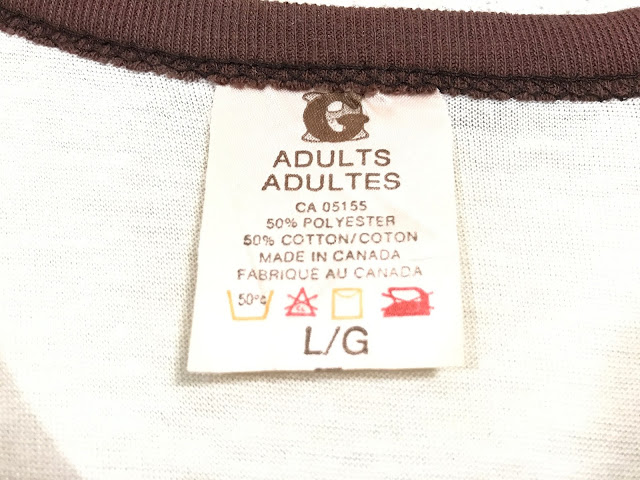 G
ADULTS
ADULTES
CA 05155
50% POLYESTER
50% COTTON/COTON
MADE IN CANADA
FABRIQUE AU CANADA
50°c
L/G